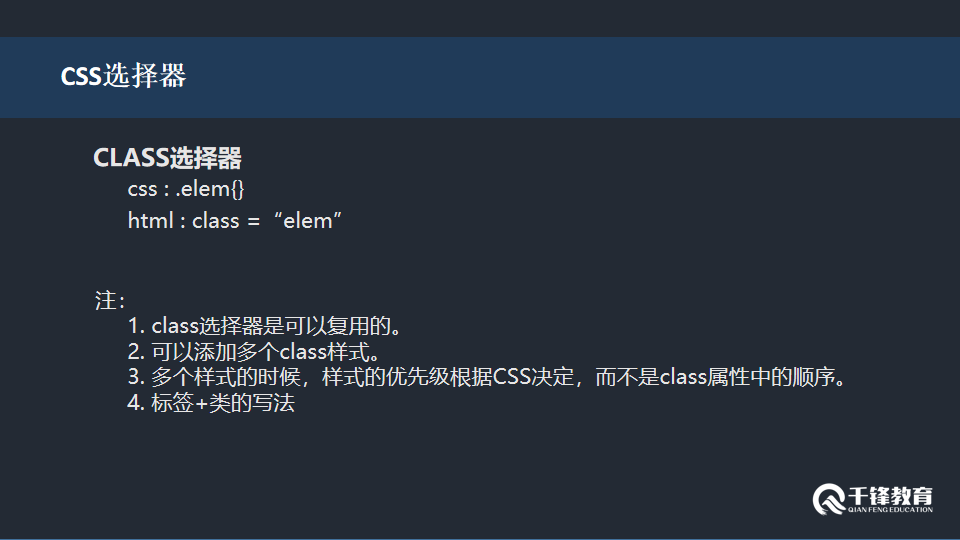 CSS选择器
CLASS选择器
css : .elem{}
html : class = “elem”
注：
1. class选择器是可以复用的。
2. 可以添加多个class样式。
3. 多个样式的时候，样式的优先级根据CSS决定，而不是class属性中的顺序。
4. 标签+类的写法
千锋教育
QIAN FENG EDUCATION